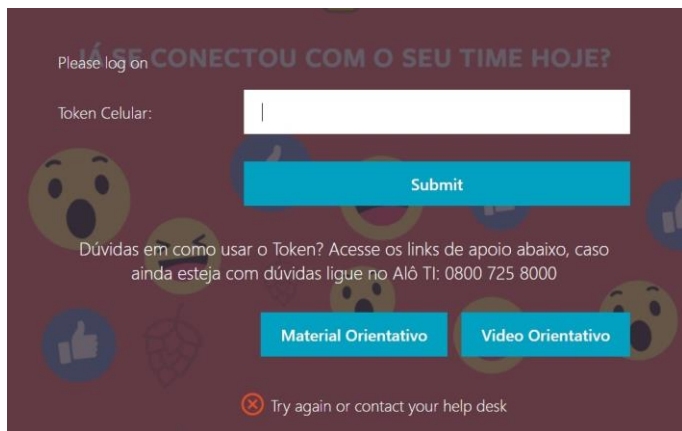 JÁ SE CONECTOU COM O SEU TIME HOJE?
Please log on
Token Celular:
Submit
Dúvidas em como usar o Token? Acesse os links de apoio abaixo, caso
ainda esteja com dúvidas ligue no Alô TI: 0800 725 8000
Material Orientativo
Video Orientativo
Try again or contact your help desk